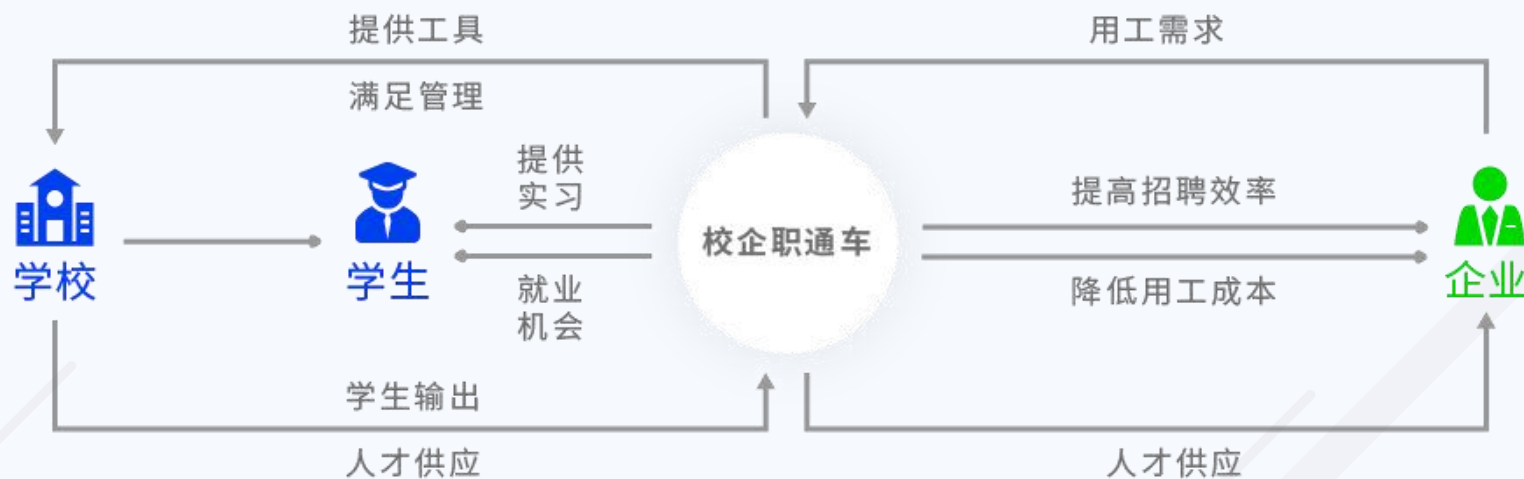 提供工具
用工需求
满足管理
提供
实习
提高招聘效率
校企职通车
学校
学生
企业
就业
机会
降低用工成本
学生输出
人才供应
人才供应